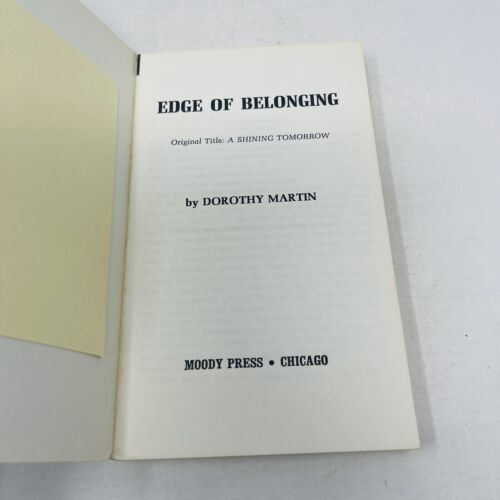 EDGE OF BELONGING
Original Title: A SHINING TOMORROW
by DOROTHY MARTIN
MOODY PRESS • CHICAGO